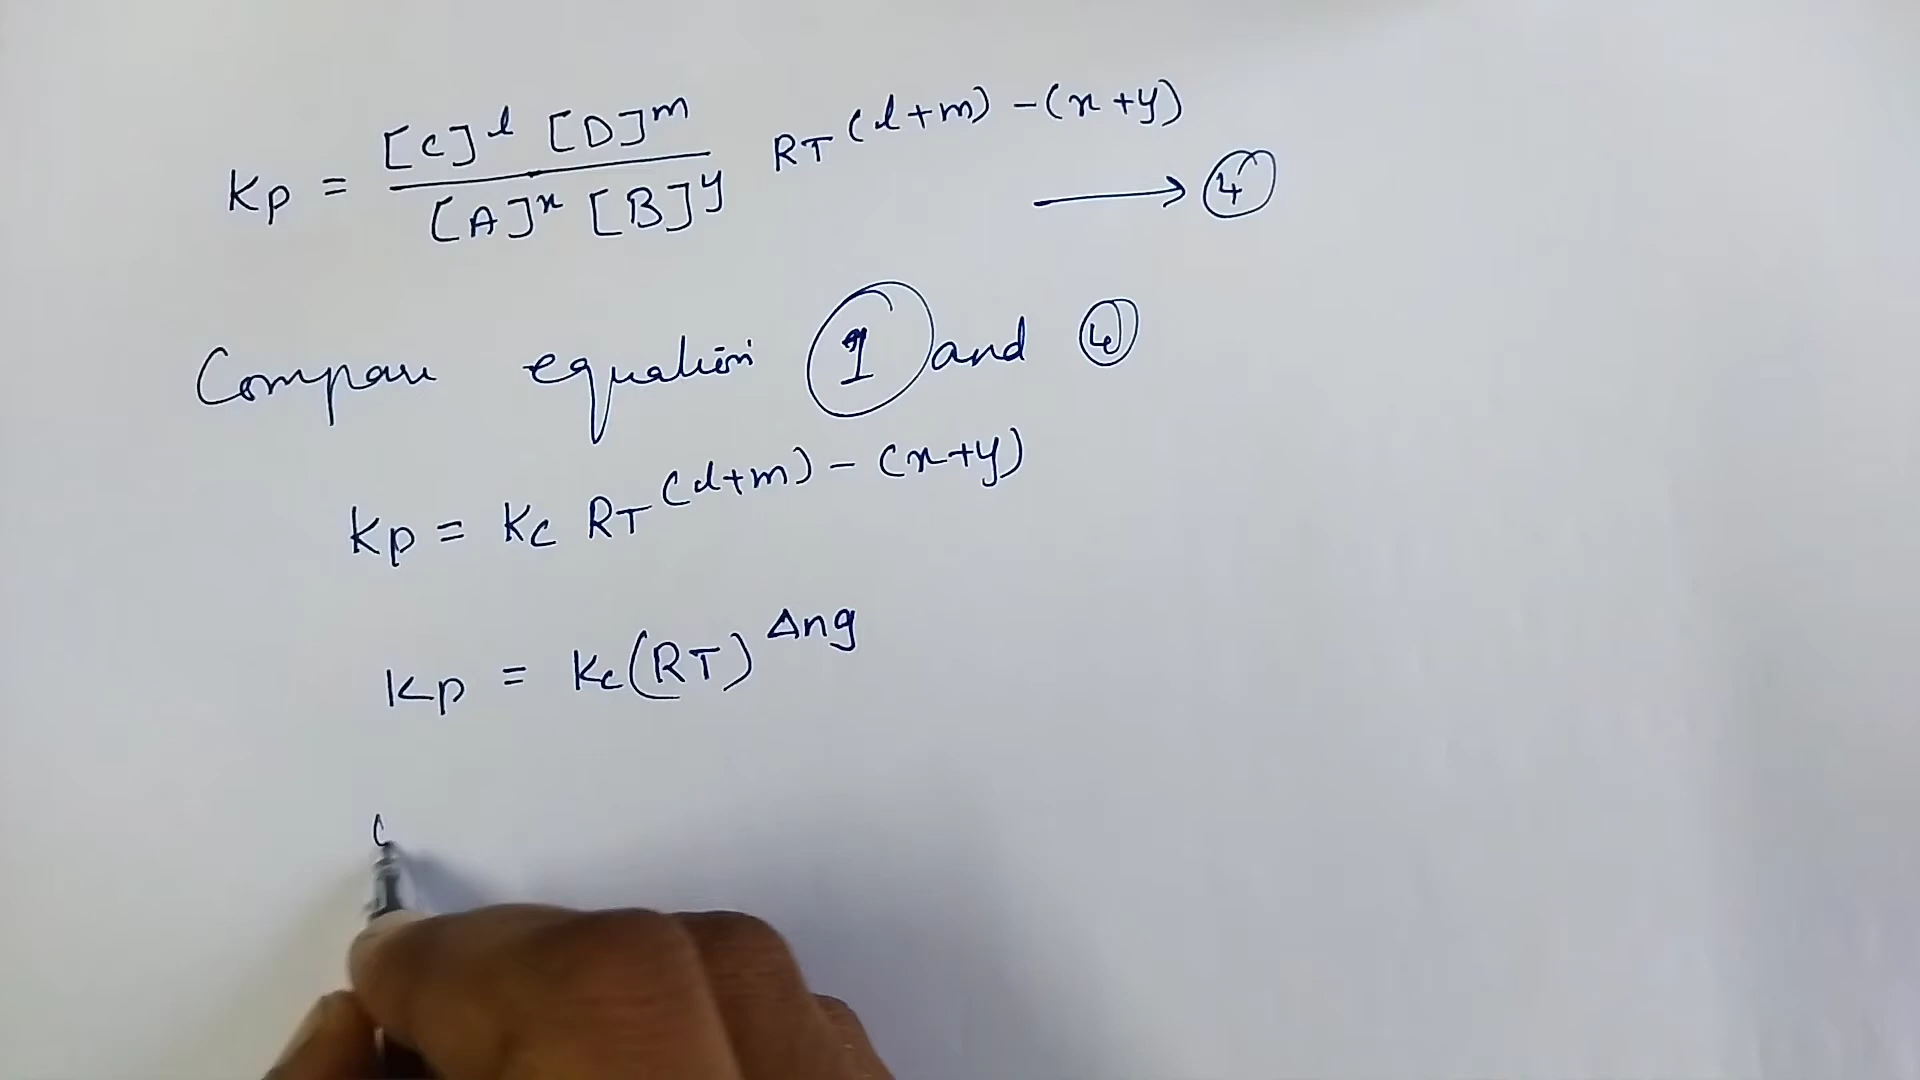 Kp = [C]^l [D]^m / [A]^x [B]^y RT^(l+m) - (x+y) → 4
Compare equation 1 and 4
Kp = Kc RT^(l+m) - (x+y)
Kp = Kc (RT)^Δng